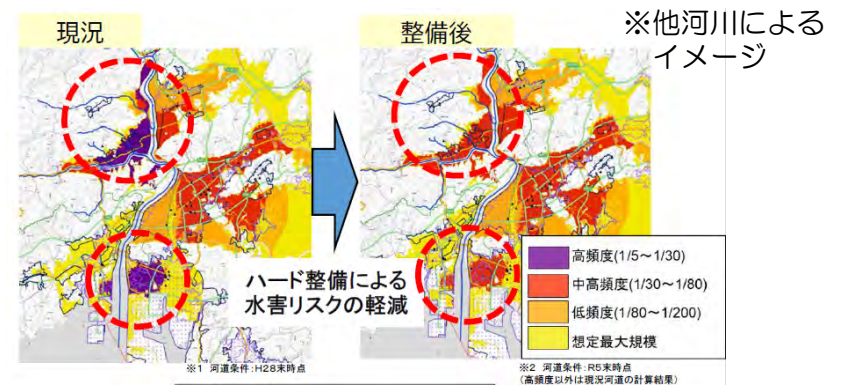 現況
整備後
※他河川による
イメージ
ハード整備による
水害リスクの軽減
高頻度(1/5～1/30)
中高頻度(1/30～1/80)
低頻度(1/80～1/200)
想定最大規模
※1 河道条件:H28末時点
※2 河道条件:R5末時点
(高頻度以外は現況河道の計算結果)